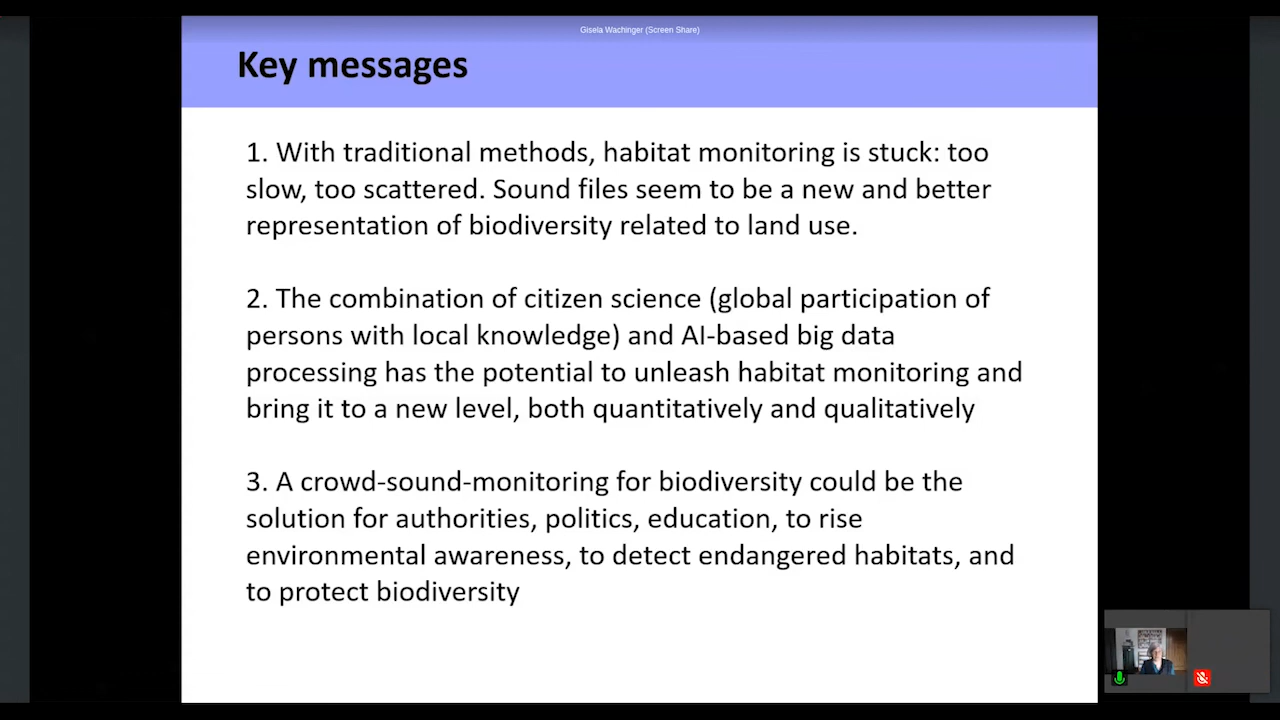 Gisela Wachinger (Screen Share)
Key messages
1. With traditional methods, habitat monitoring is stuck: too
slow, too scattered. Sound files seem to be a new and better
representation of biodiversity related to land use.
2. The combination of citizen science (global participation of
persons with local knowledge) and AI-based big data
processing has the potential to unleash habitat monitoring and
bring it to a new level, both quantitatively and qualitatively
3. A crowd-sound-monitoring for biodiversity could be the
solution for authorities, politics, education, to rise
environmental awareness, to detect endangered habitats, and
to protect biodiversity